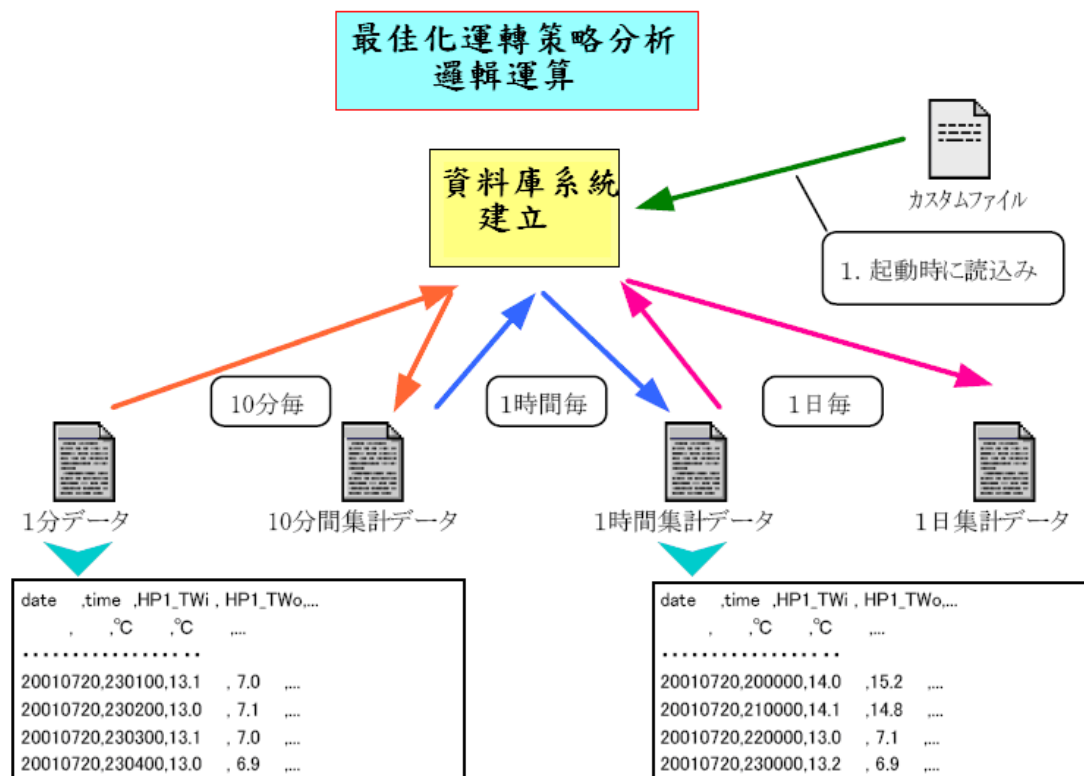 最佳化運轉策略分析
邏輯運算
資料庫系統
建立
カスタムファイル
1. 起動時に読込み
10分毎
1時間毎
1日毎
1分データ
10分間集計データ
1時間集計データ
1日集計データ
date ,time ,HP1_TWi , HP1_TWo,...
, ,℃ ,℃ ,...
••••••••••••••••••
20010720,230100,13.1 , 7.0 ,...
20010720,230200,13.0 , 7.1 ,...
20010720,230300,13.1 , 7.0 ,...
20010720,230400,13.0 , 6.9 ,...
date ,time ,HP1_TWi , HP1_TWo,...
, ,℃ ,℃ ,...
••••••••••••••••••
20010720,200000,14.0 ,15.2 ,...
20010720,210000,14.1 ,14.8 ,...
20010720,220000,13.0 , 7.1 ,...
20010720,230000,13.2 , 6.9 ,...